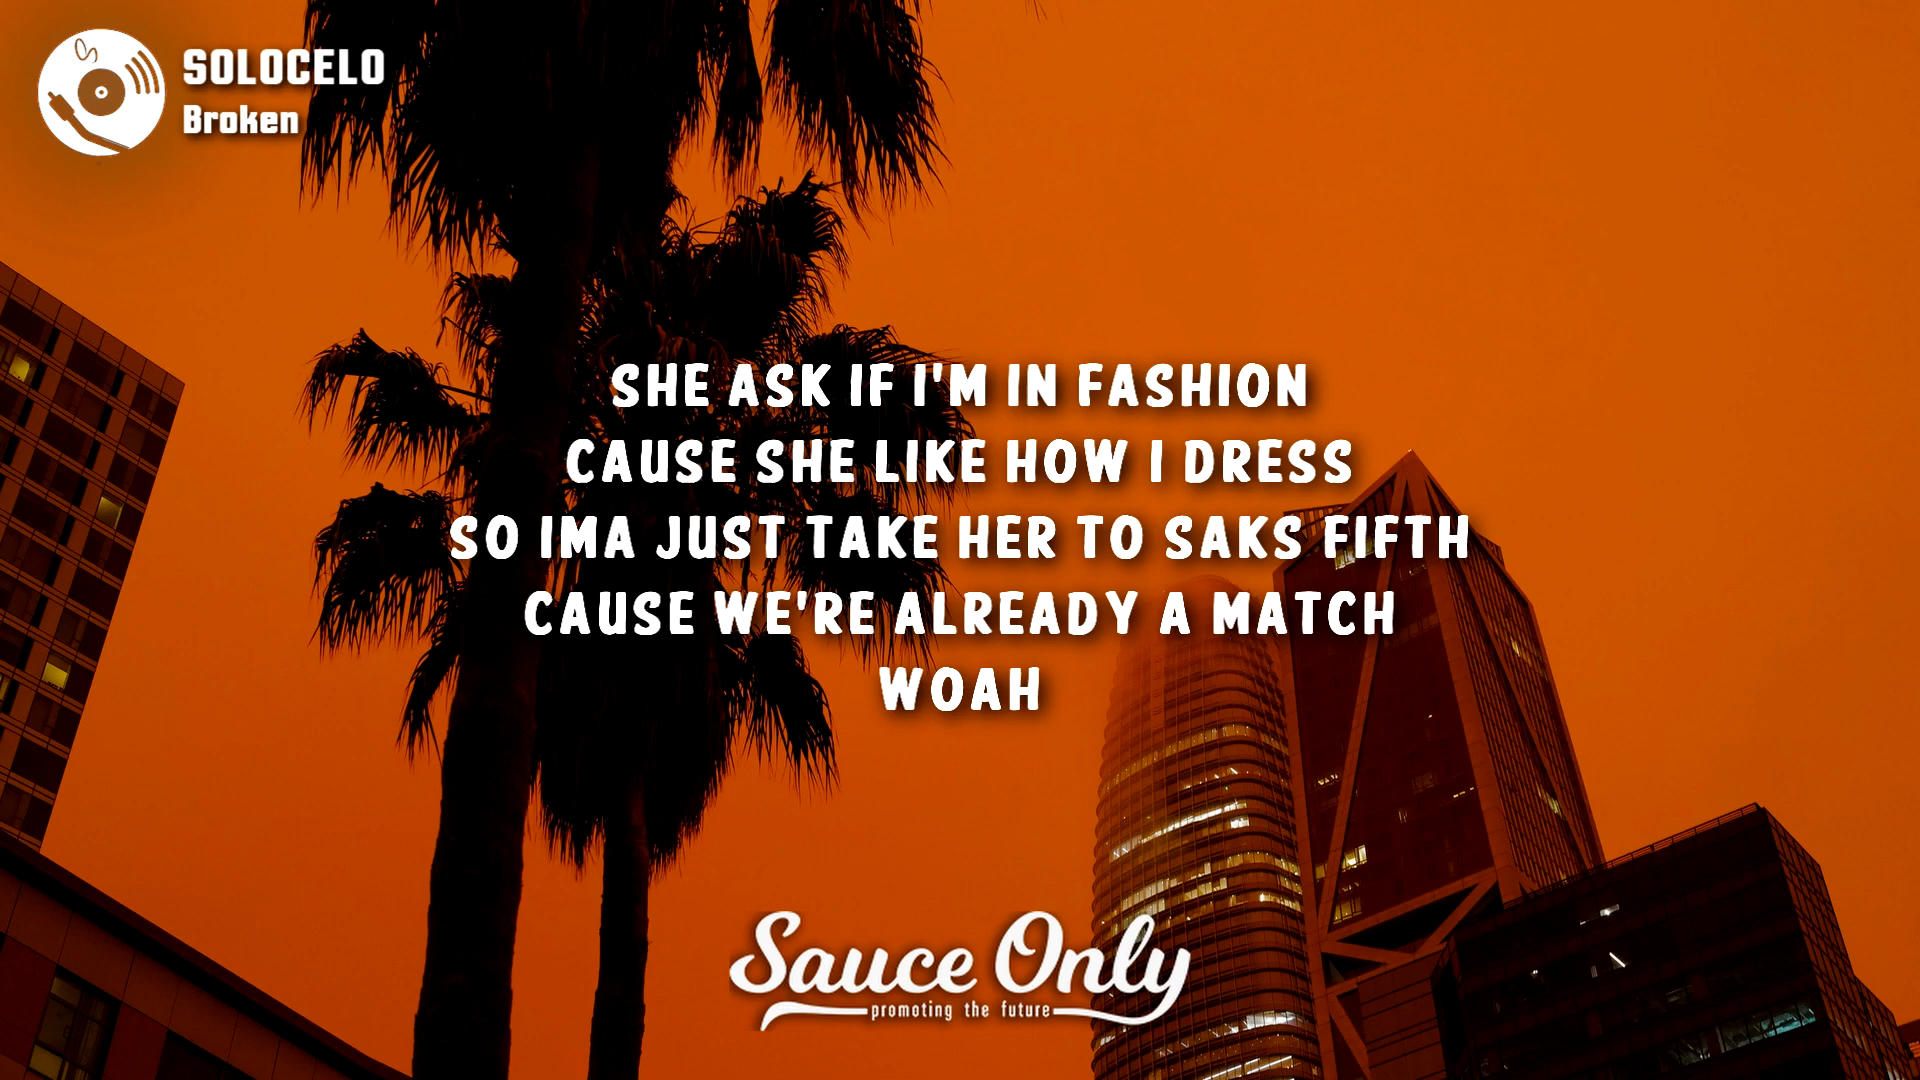 SOLOCELO
Broken
SHE ASK IF I'M IN FASHION
CAUSE SHE LIKE HOW I DRESS
SO IMA JUST TAKE HER TO SAKS FIFTH
CAUSE WE'RE ALREADY A MATCH
WOAH
Sauce Only
promoting the future